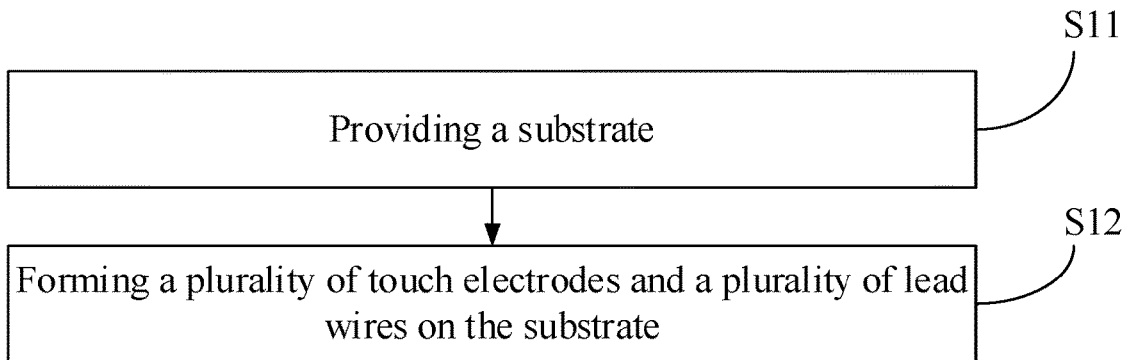 S11
Providing a substrate
S12
Forming a plurality of touch electrodes and a plurality of lead
wires on the substrate